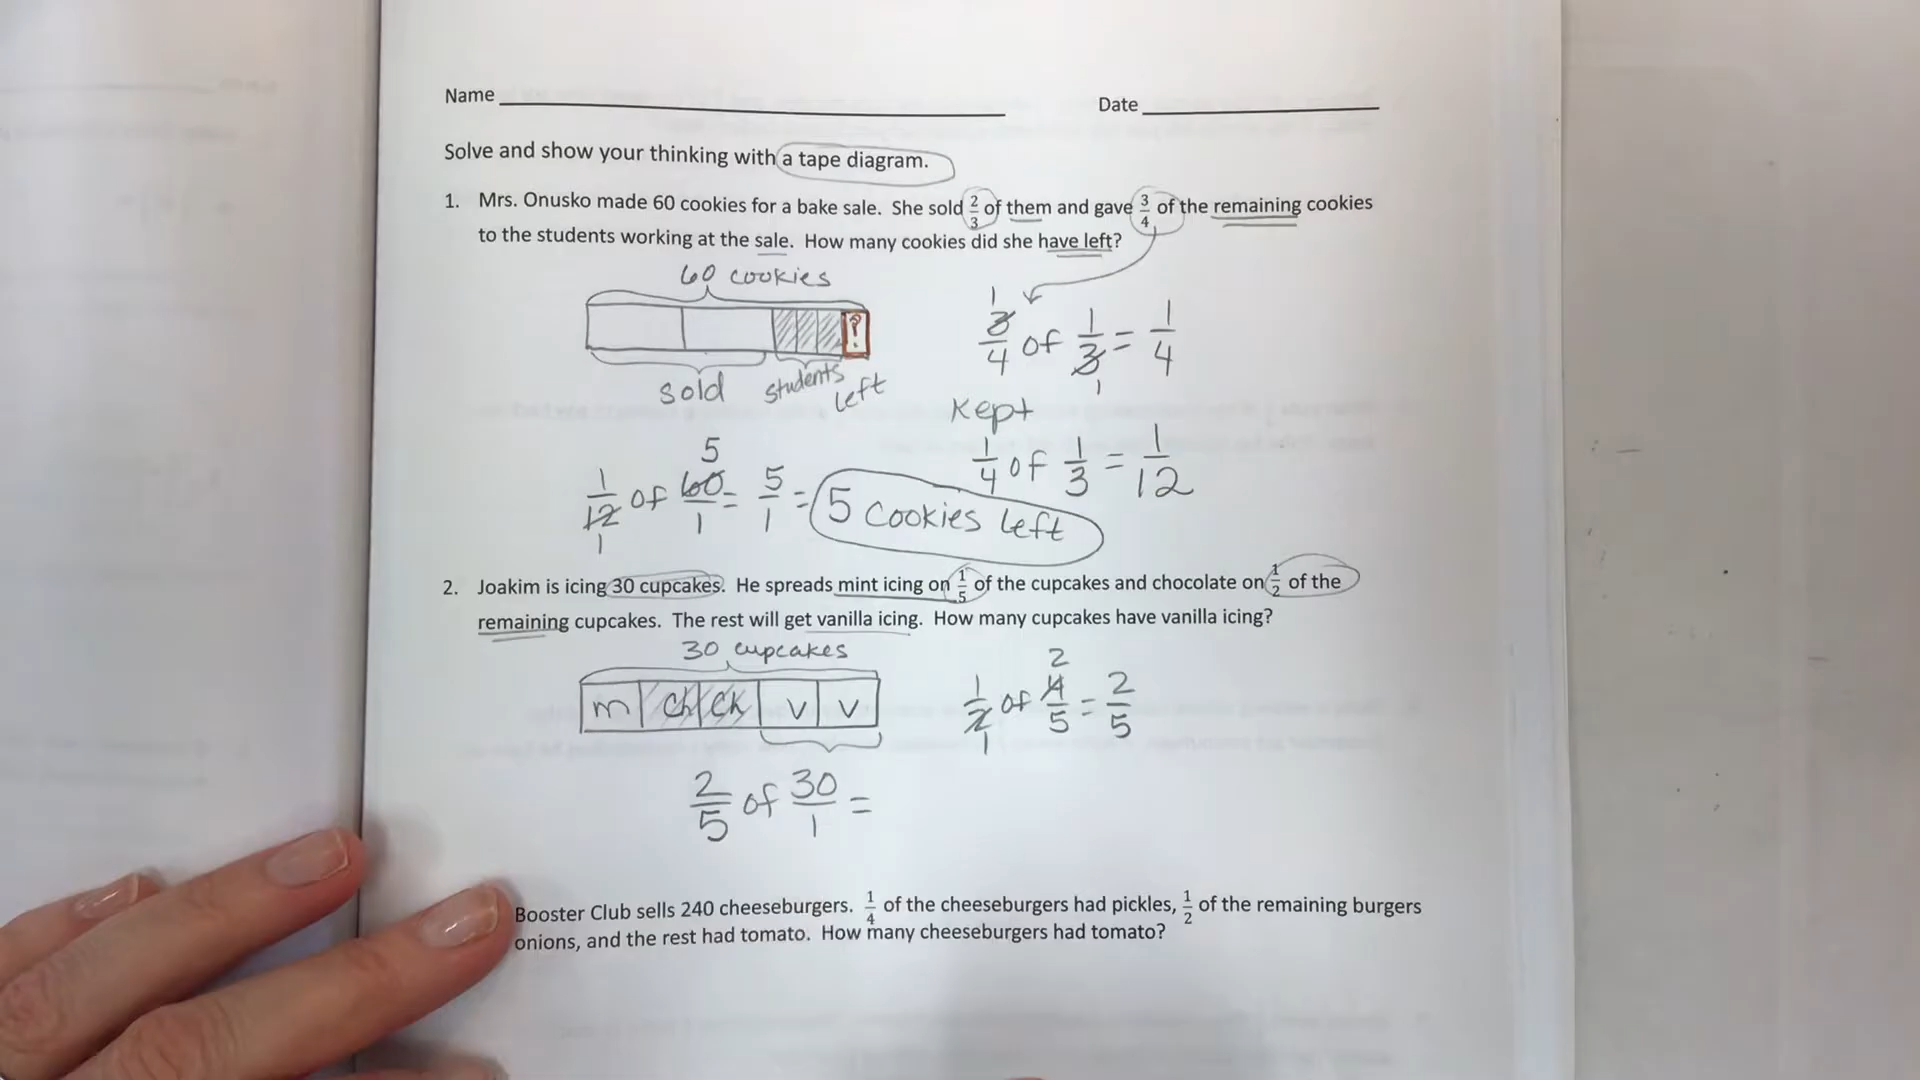 Name Date
Solve and show your thinking with a tape diagram.
1. Mrs. Onusko made 60 cookies for a bake sale. She sold 2/3 of them and gave 3/4 of the remaining cookies
to the students working at the sale. How many cookies did she have left?
60 cookies
?
sold students left
1
3/4 of 1/3 = 1/4
1
Kept
1/4 of 1/3 = 1/12
5
1/12 of 60/1 = 5/1 = 5 cookies left
1
2. Joakim is icing 30 cupcakes. He spreads mint icing on 1/5 of the cupcakes and chocolate on 1/2 of the
remaining cupcakes. The rest will get vanilla icing. How many cupcakes have vanilla icing?
30 cupcakes
m Ch Ch V V
2
1/2 of 4/5 = 2/5
1
2/5 of 30/1 =
Booster Club sells 240 cheeseburgers. 1/4 of the cheeseburgers had pickles, 1/2 of the remaining burgers
onions, and the rest had tomato. How many cheeseburgers had tomato?